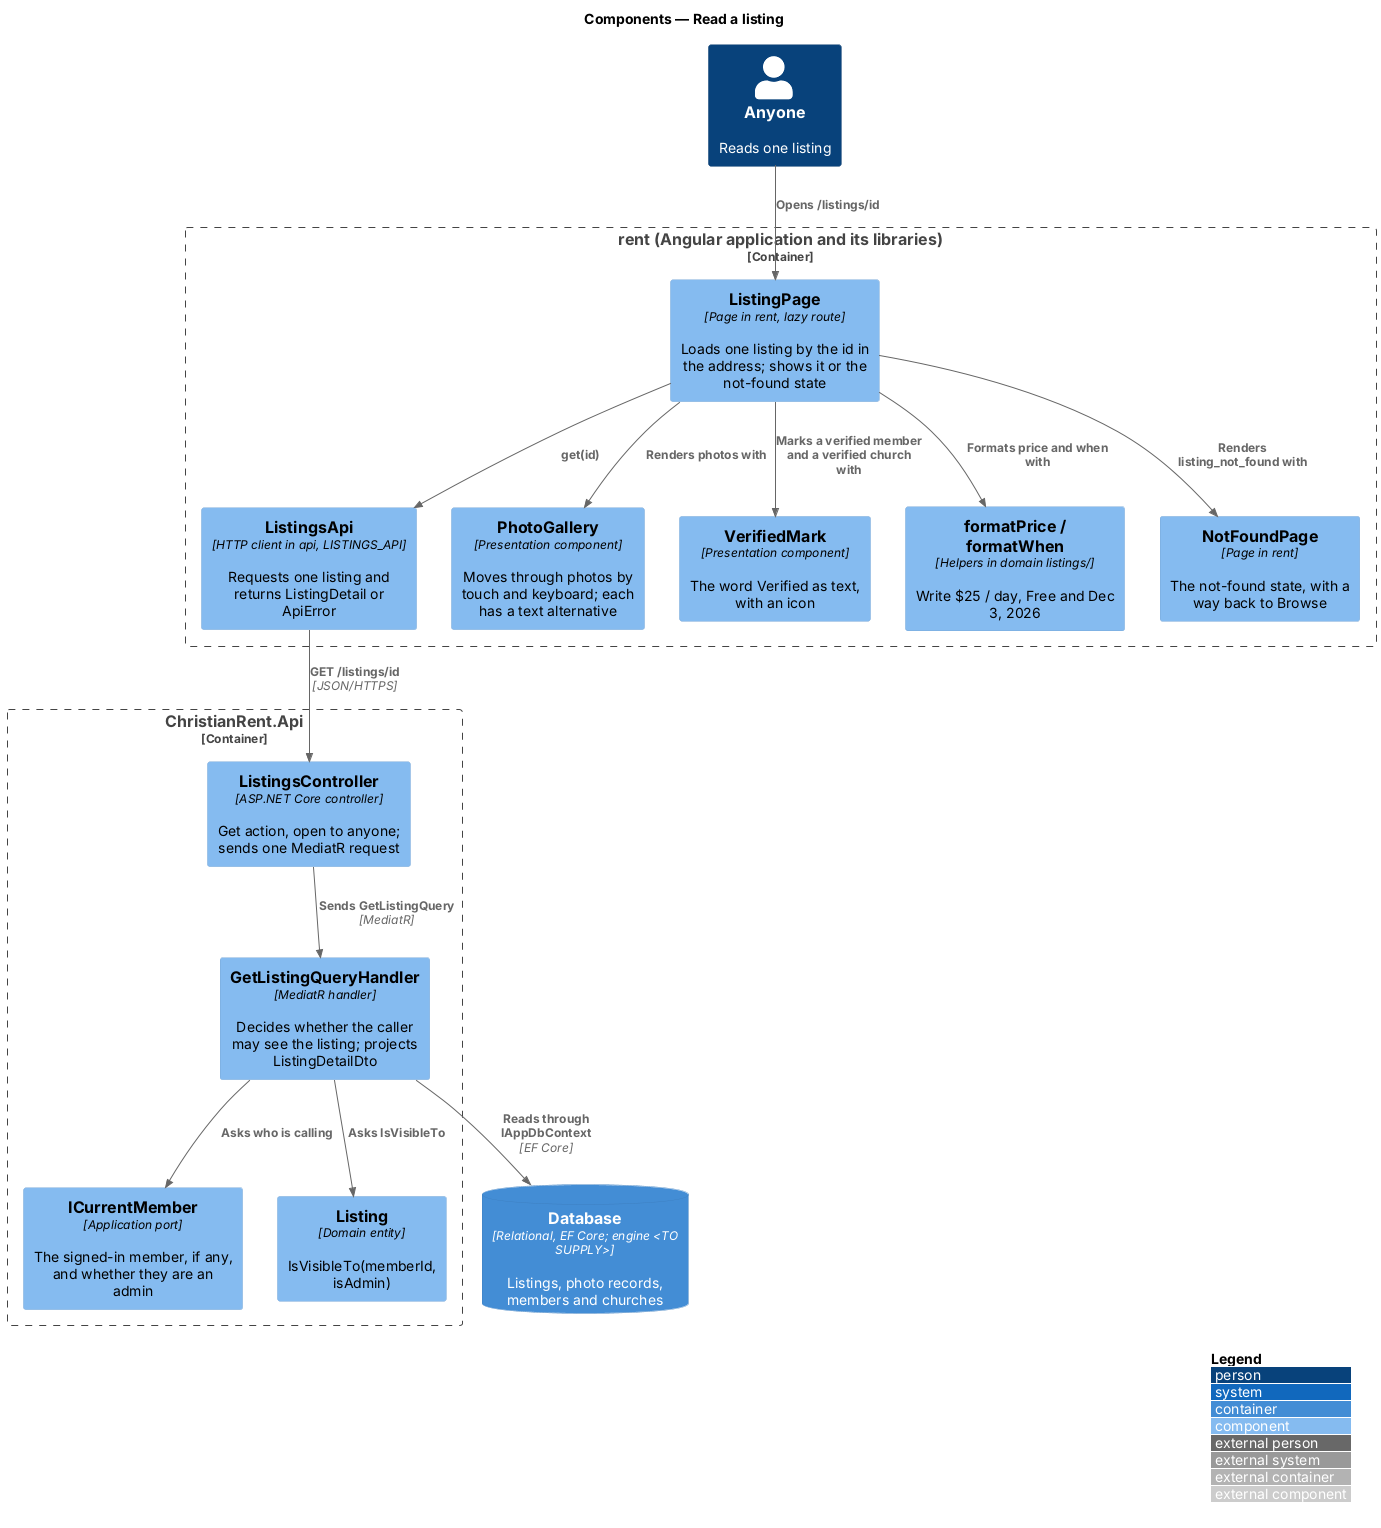 Components — Read a listing
Anyone
Reads one listing
Opens /listings/id
rent (Angular application and its libraries)
[Container]
ListingPage
[Page in rent, lazy route]
Loads one listing by the id in
the address; shows it or the
not-found state
get(id)
Renders photos with
Marks a verified member
and a verified church
with
Formats price and when
with
Renders
listing_not_found with
ListingsApi
[HTTP client in api, LISTINGS_API]
Requests one listing and
returns ListingDetail or
ApiError
PhotoGallery
[Presentation component]
Moves through photos by
touch and keyboard; each
has a text alternative
VerifiedMark
[Presentation component]
The word Verified as text,
with an icon
formatPrice /
formatWhen
[Helpers in domain listings/]
Write $25 / day, Free and Dec
3, 2026
NotFoundPage
[Page in rent]
The not-found state, with a
way back to Browse
GET /listings/id
[JSON/HTTPS]
ChristianRent.Api
[Container]
ListingsController
[ASP.NET Core controller]
Get action, open to anyone;
sends one MediatR request
Sends GetListingQuery
[MediatR]
GetListingQueryHandler
[MediatR handler]
Decides whether the caller
may see the listing; projects
ListingDetailDto
Asks who is calling
Asks IsVisibleTo
Reads through
IAppDbContext
[EF Core]
ICurrentMember
[Application port]
The signed-in member, if any,
and whether they are an
admin
Listing
[Domain entity]
IsVisibleTo(memberId,
isAdmin)
Database
[Relational, EF Core; engine <TO
SUPPLY>]
Listings, photo records,
members and churches
Legend
person
system
container
component
external person
external system
external container
external component